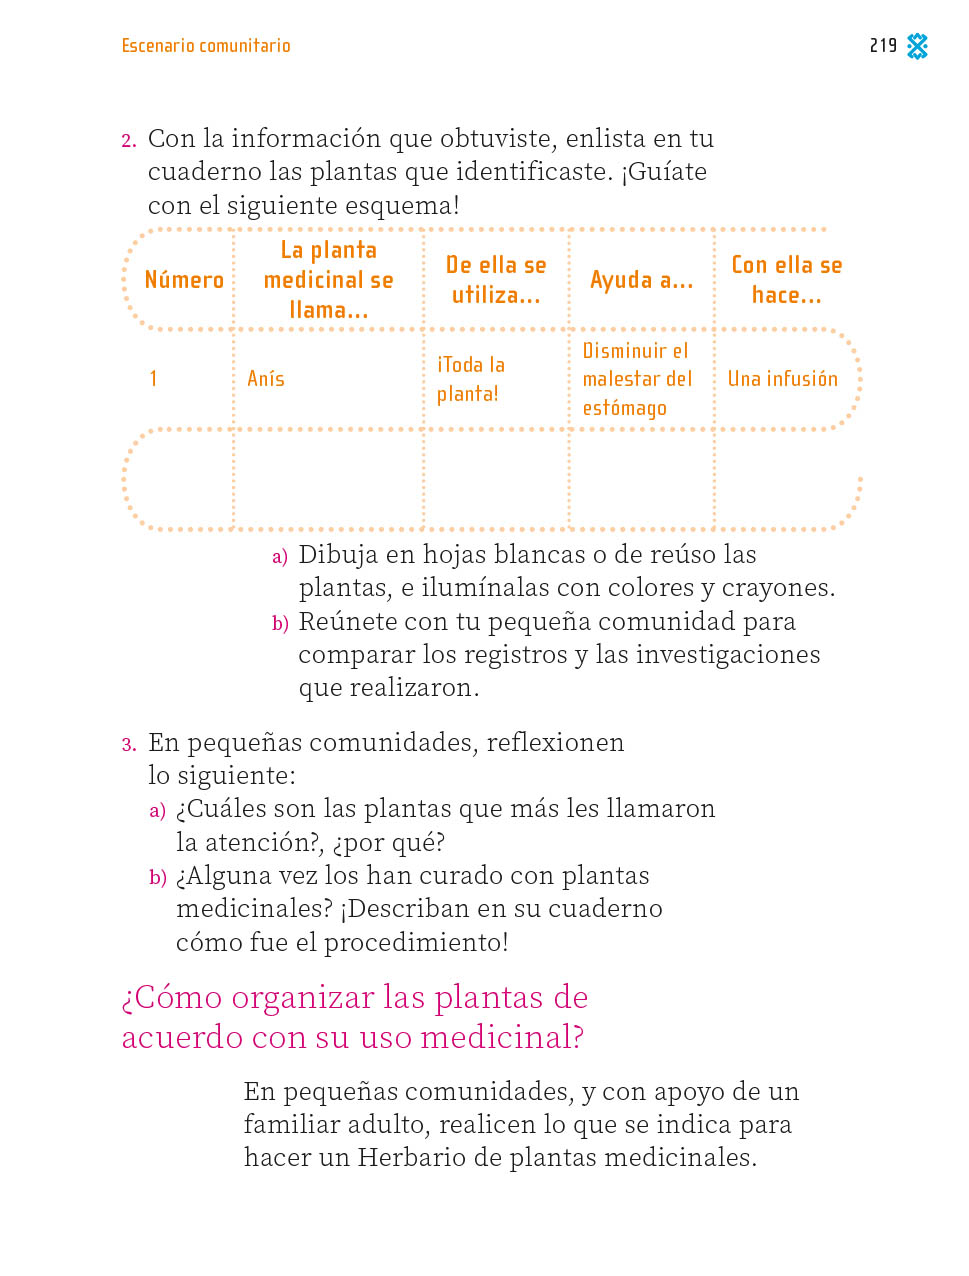 Escenario comunitario
219
2. Con la información que obtuviste, enlista en tu
cuaderno las plantas que identificaste. ¡Guíate
con el siguiente esquema!
Número
La planta
medicinal se
llama...
De ella se
utiliza...
Ayuda a...
Con ella se
hace...
1
Anís
¡Toda la
planta!
Disminuir el
malestar del
estómago
Una infusión
a) Dibuja en hojas blancas o de reúso las
plantas, e ilumínalas con colores y crayones.
b) Reúnete con tu pequeña comunidad para
comparar los registros y las investigaciones
que realizaron.
3. En pequeñas comunidades, reflexionen
lo siguiente:
a) ¿Cuáles son las plantas que más les llamaron
la atención?, ¿por qué?
b) ¿Alguna vez los han curado con plantas
medicinales? ¡Describan en su cuaderno
cómo fue el procedimiento!
¿Cómo organizar las plantas de
acuerdo con su uso medicinal?
En pequeñas comunidades, y con apoyo de un
familiar adulto, realicen lo que se indica para
hacer un Herbario de plantas medicinales.